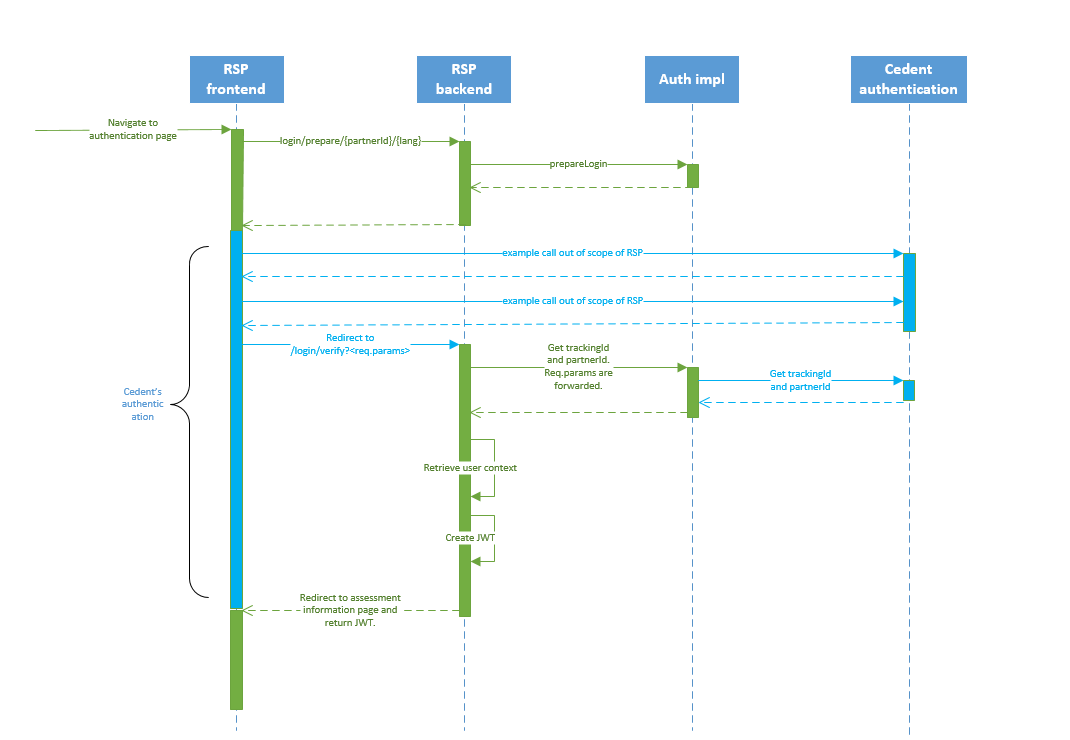 RSP
frontend
RSP
backend
Auth impl
Cedent
authentication
Navigate to
authentication page
login/prepare/{partnerId}/{lang}
prepareLogin
example call out of scope of RSP
example call out of scope of RSP
Redirect to
/login/verify?<req.params>
Get trackingId
and partnerId.
Req.params are
forwarded.
Get trackingId
and partnerId
Cedent's
authentic
ation
Retrieve user context
Create JWT
Redirect to assessment
information page and
return JWT.